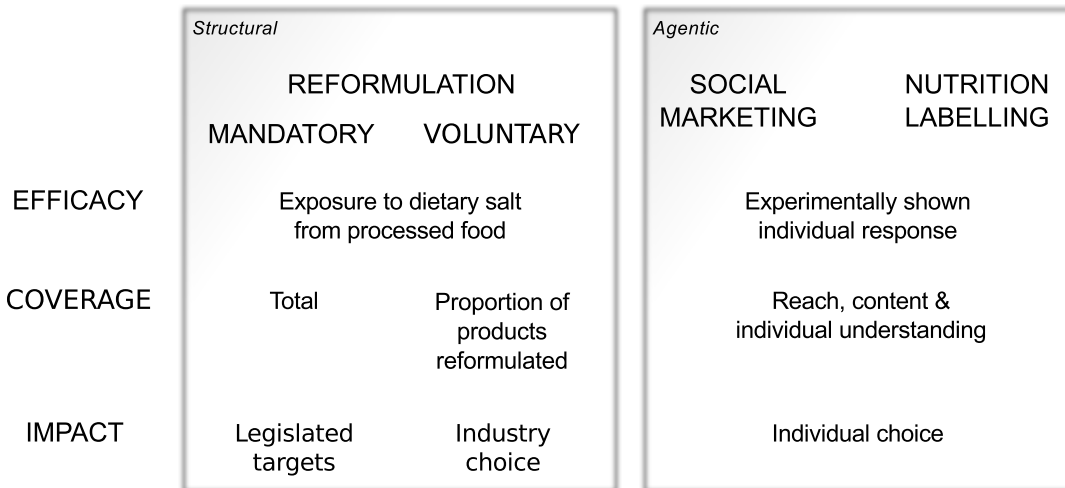 Structural
Agentic
REFORMULATION
MANDATORY
VOLUNTARY
SOCIAL
MARKETING
NUTRITION
LABELLING
EFFICACY
Exposure to dietary salt
from processed food
Experimentally shown
individual response
COVERAGE
Total
Proportion of
products
reformulated
Reach, content &
individual understanding
IMPACT
Legislated
targets
Industry
choice
Individual choice